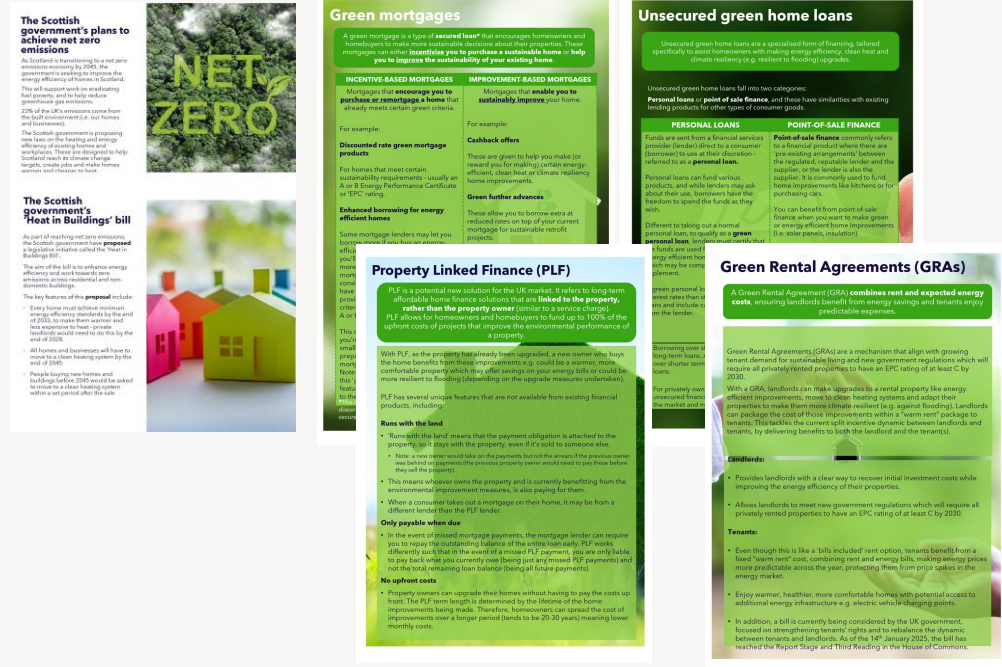 The Scottish
government's plans to
achieve net zero
emissions
As Scotland is transitioning to a net zero
emissions economy by 2045, the
government is seeking to improve the
energy efficiency of homes in Scotland.
This will support work on eradicating
fuel poverty, and to help reduce
greenhouse gas emissions.
23% of the UK's emissions come from
the built environment (i.e. our homes
and businesses).
The Scottish government is proposing
new laws on the heating and energy
efficiency of existing homes and
workplaces. These are designed to help
Scotland reach its climate change
targets, create jobs and make homes
warmer and cheaper to heat
NET
ZERO
The Scottish
government's
'Heat in Buildings' bill
As part of reaching net zero emissions,
the Scottish government have proposed
a legislative initiative called the 'Heat in
Buildings Bill'.
The aim of the bill is to enhance energy
efficiency and work towards zero
emissions across residential and non-
domestic buildings.
The key features of this proposal include:
• Every home must achieve minimum
energy efficiency standards by the end
of 2033, to make them warmer and
less expensive to heat - private
landlords would need to do this by the
end of 2028.
• All homes and businesses will have to
move to a clean heating system by the
end of 2045
• People buying new homes and
buildings before 2045 would be asked
to move to a clean heating system
within a set period after the sale
Green mortgages
A green mortgage is a type of secured loan* that encourages homeowners and
homebuyers to make more sustainable decisions about their properties. These
mortgages can either incentivise you to purchase a sustainable home or help
you to improve the sustainability of your existing home.
INCENTIVE-BASED MORTGAGES
Mortgages that encourage you to
purchase or remortgage a home that
already meets certain green criteria.
For example:
Discounted rate green mortgage
products
For homes that meet certain
sustainability requirements - usually an
A or B Energy Performance Certificate
or 'EPC' rating.
Enhanced borrowing for energy
efficient homes
Some mortgage lenders may let you
borrow more if you buy an energy
IMPROVEMENT-BASED MORTGAGES
Mortgages that enable you to
sustainably improve your home.
For example:
Cashback offers
These are given to help you make (or
reward you for making) certain energy-
efficient, clean heat or climate resiliency
home improvements.
Green further advances
These allow you to borrow extra at
reduced rates on top of your current
mortgage for sustainable retrofit
projects.
Unsecured green home loans
Unsecured green home loans are a specialised form of financing, tailored
specifically to assist homeowners with making energy efficiency, clean heat and
climate resiliency (e.g. resilient to flooding) upgrades.
Unsecured green home loans fall into two categories:
Personal loans or point of sale finance, and these have similarities with existing
lending products for other types of consumer goods.
PERSONAL LOANS
Funds are sent from a financial services
provider (lender) direct to a consumer
(borrower) to use at their discretion -
referred to as a personal loan.
Personal loans can fund various
products, and while lenders may ask
about their use, borrowers have the
freedom to spend the funds as they
wish.
Different to taking out a normal
personal loan, to qualify as a green
personal loan, lenders must certify that
POINT-OF-SALE FINANCE
Point-of-sale finance commonly refers
to a financial product where there are
'pre-existing arrangements' between
the regulated, reputable lender and the
supplier, or the lender is also the
supplier. It is commonly used to fund
home improvements like kitchens or for
purchasing cars.
You can benefit from point-of-sale
finance when you want to make green
or energy efficient home improvements
(i.e. solar panels, insulation).
Property Linked Finance (PLF)
PLF is a potential new solution for the UK market. It refers to long-term
affordable home finance solutions that are linked to the property,
rather than the property owner (similar to a service charge).
PLF allows for homeowners and homebuyers to fund up to 100% of the
upfront costs of projects that improve the environmental performance of
a property.
With PLF, as the property has already been upgraded, a new owner who buys
the home benefits from these improvements e.g. could be a warmer, more
comfortable property which may offer savings on your energy bills or could be
more resilient to flooding (depending on the upgrade measures undertaken).
PLF has several unique features that are not available from existing financial
products, including:
Runs with the land
• 'Runs with the land' means that the payment obligation is attached to the
property, so it stays with the property, even if it's sold to someone else.
• Note: a new owner would take on the payments but not the arrears if the previous owner
was behind on payments (the previous property owner would need to pay these before
they sell the property).
• This means whoever owns the property and is currently benefitting from the
environmental improvement measures, is also paying for them.
• When a consumer takes out a mortgage on their home, it may be from a
different lender than the PLF lender.
Only payable when due
• In the event of missed mortgage payments, the mortgage lender can require
you to repay the outstanding balance of the entire loan early. PLF works
differently such that in the event of a missed PLF payment, you are only liable
to pay back what you currently owe (being just any missed PLF payments) and
not the total remaining loan balance (being all future payments).
No upfront costs
• Property owners can upgrade their homes without having to pay the costs up
front. The PLF term length is determined by the lifetime of the home
improvements being made. Therefore, homeowners can spread the cost of
improvements over a longer period (tends to be 20-30 years) meaning lower
monthly costs.
Green Rental Agreements (GRAs)
A Green Rental Agreement (GRA) combines rent and expected energy
costs, ensuring landlords benefit from energy savings and tenants enjoy
predictable expenses.
Green Rental Agreements (GRAs) are a mechanism that align with growing
tenant demand for sustainable living and new government regulations which will
require all privately rented properties to have an EPC rating of at least C by
2030.
With a GRA, landlords can make upgrades to a rental property like energy
efficient improvements, move to clean heating systems and adapt their
properties to make them more climate resilient (e.g. against flooding). Landlords
can package the cost of those improvements within a "warm rent" package to
tenants. This tackles the current split incentive dynamic between landlords and
tenants, by delivering benefits to both the landlord and the tenant(s).
Landlords:
• Provides landlords with a clear way to recover initial investment costs while
improving the energy efficiency of their properties.
• Allows landlords to meet new government regulations which will require all
privately rented properties to have an EPC rating of at least C by 2030.
Tenants:
• Even though this is like a 'bills included' rent option, tenants benefit from a
fixed "warm rent" cost, combining rent and energy bills, making energy prices
more predictable across the year, protecting them from price spikes in the
energy market.
• Enjoy warmer, healthier, more comfortable homes with potential access to
additional energy infrastructure e.g. electric vehicle charging points.
• In addition, a bill is currently being considered by the UK government,
focused on strengthening tenants' rights and to rebalance the dynamic
between tenants and landlords. As of the 14th January 2025, the bill has
reached the Report Stage and Third Reading in the House of Commons.